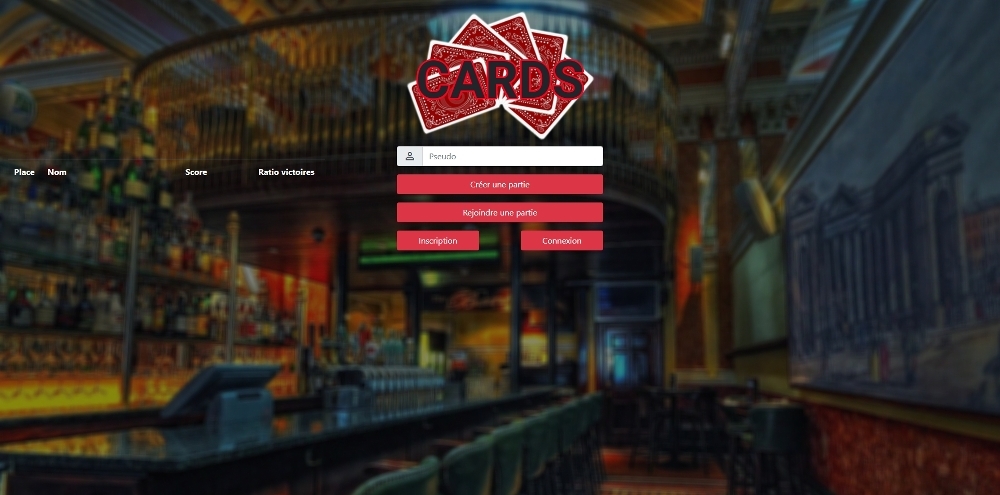 CARDS
Pseudo
Place Nom Score Ratio victoires
Créer une partie
Rejoindre une partie
Inscription Connexion